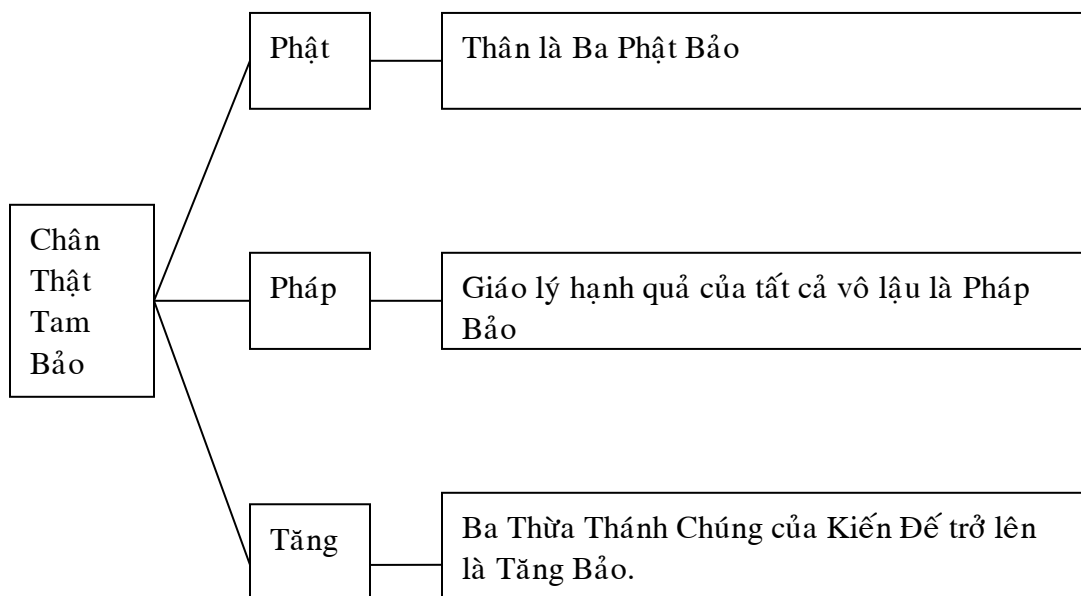 Phật
Thân là Ba Phật Bảo
Chân
Thật
Tam
Bảo
Pháp
Giáo lý hạnh quả của tất cả vô lậu là Pháp
Bảo
Tăng
Ba Thừa Thánh Chúng của Kiến Đế trở lên
là Tăng Bảo.